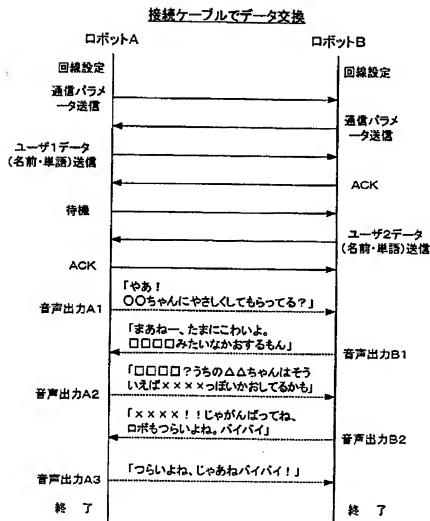 接続ケーブルでデータ交換
ロボットA
ロボットB
回線設定
回線設定
通信パラメ
ータ送信
通信パラメ
ータ送信
ユーザ1データ
(名前・単語)送信
ACK
待機
ユーザ2データ
(名前・単語)送信
ACK
「やあ!
○○ちゃんにやさしくしてもらってる?」
音声出力A1
「まあねー、たまにこわいよ。
□□□□みたいなかおするもん」
音声出力B1
「□□□□?うちの△△ちゃんはそう
いえば××××っぽいかおしてるかも」
音声出力A2
「××××!!じゃがんばってね、
ロボもつらいよね。バイバイ」
音声出力B2
「つらいよね、じゃあねバイバイ!」
音声出力A3
終 了
終 了